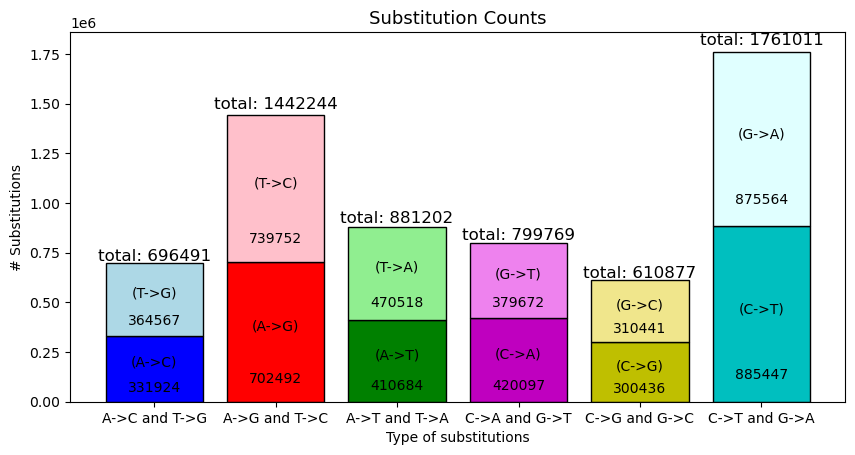 Substitution Counts
1e6
# Substitutions
1.75
1.50
1.25
1.00
0.75
0.50
0.25
0.00
total: 696491
(T->G)
364567
(A->C)
331924
total: 1442244
(T->C)
739752
(A->G)
702492
total: 881202
(T->A)
470518
(A->T)
410684
total: 799769
(G->T)
379672
(C->A)
420097
total: 610877
(G->C)
310441
(C->G)
300436
total: 1761011
(G->A)
875564
(C->T)
885447
A->C and T->G
A->G and T->C
A->T and T->A
C->A and G->T
C->G and G->C
C->T and G->A
Type of substitutions